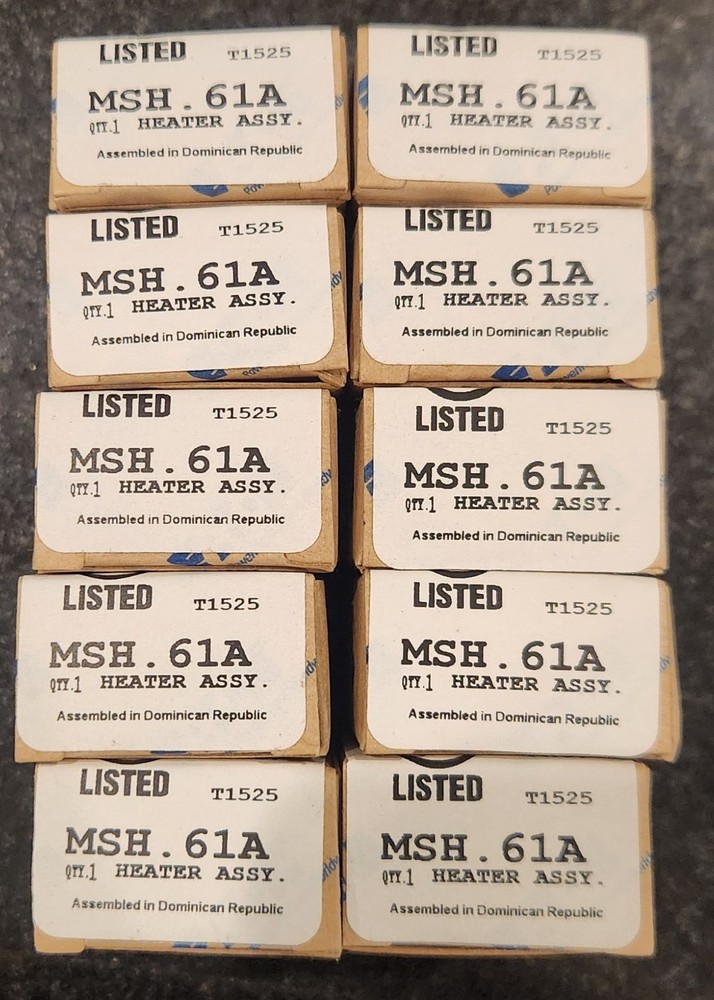 LISTED T1525
MSH.61A
QTY.1 HEATER ASSY.
Assembled in Dominican Republic
LISTED T1525
MSH.61A
QTY.1 HEATER ASSY.
Assembled in Dominican Republic
LISTED T1525
MSH.61A
QTY.1 HEATER ASSY.
Assembled in Dominican Republic
LISTED T1525
MSH.61A
QTY.1 HEATER ASSY.
Assembled in Dominican Republic
LISTED T1525
MSH.61A
QTY.1 HEATER ASSY.
Assembled in Dominican Republic
LISTED T1525
MSH.61A
QTY.1 HEATER ASSY.
Assembled in Dominican Republic
LISTED T1525
MSH.61A
QTY.1 HEATER ASSY.
Assembled in Dominican Republic
LISTED T1525
MSH.61A
QTY.1 HEATER ASSY.
Assembled in Dominican Republic
LISTED T1525
MSH.61A
QTY.1 HEATER ASSY.
Assembled in Dominican Republic
LISTED T1525
MSH.61A
QTY.1 HEATER ASSY.
Assembled in Dominican Republic